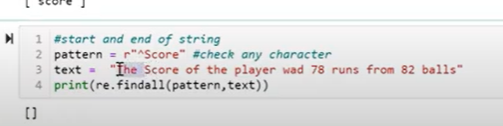 [ score ]
1 #start and end of string
2 pattern = r"^Score" #check any character
3 text = "The Score of the player wad 78 runs from 82 balls"
4 print(re.findall(pattern,text))
[]